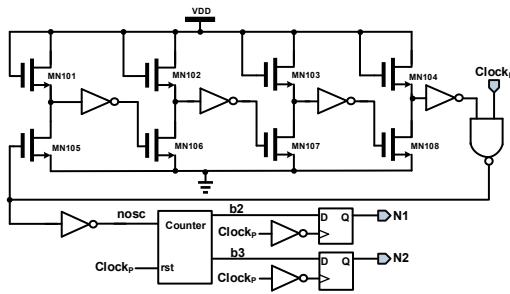 VDD
MN101
MN102
MN103
MN104
ClockP
MN105
MN106
MN107
MN108
nosc
Counter
b2
D Q
N1
ClockP
b3
ClockP
rst
D Q
N2
ClockP